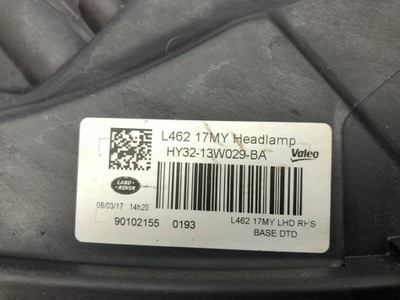 L462 17MY Headlamp
HY32-13W029-BA
Valeo
LAND-
ROVER
08/03/17 14h20
90102155 0193
L462 17MY LHD RHS
BASE DTD